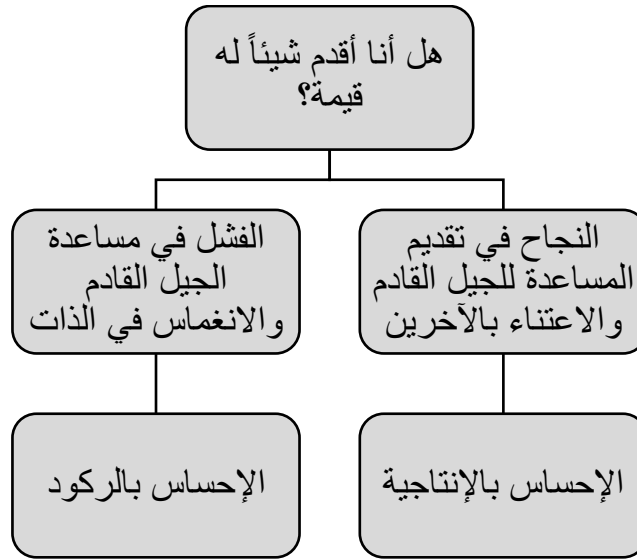 هل أنا أقدم شيئاً له
قيمة؟
النجاح في تقديم
المساعدة للجيل القادم
والاعتناء بالآخرين
الفشل في مساعدة
الجيل القادم
والانغماس في الذات
الإحساس بالإنتاجية
الإحساس بالركود